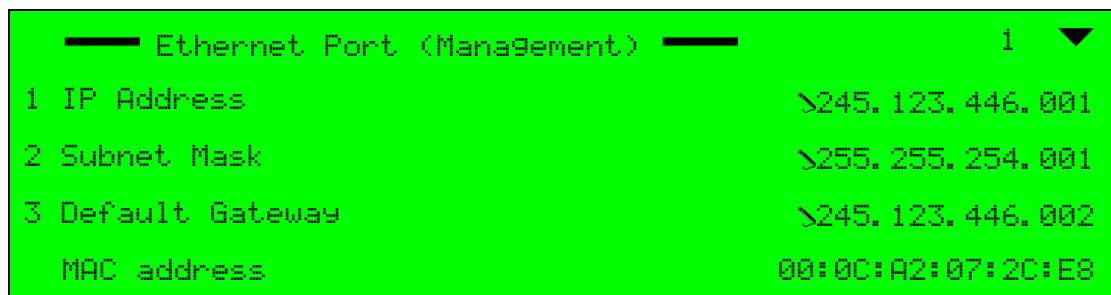 Ethernet Port (Management) 1
1 IP Address 245.123.446.001
2 Subnet Mask 255.255.254.001
3 Default Gateway 245.123.446.002
MAC address 00:0C:A2:07:2C:E8